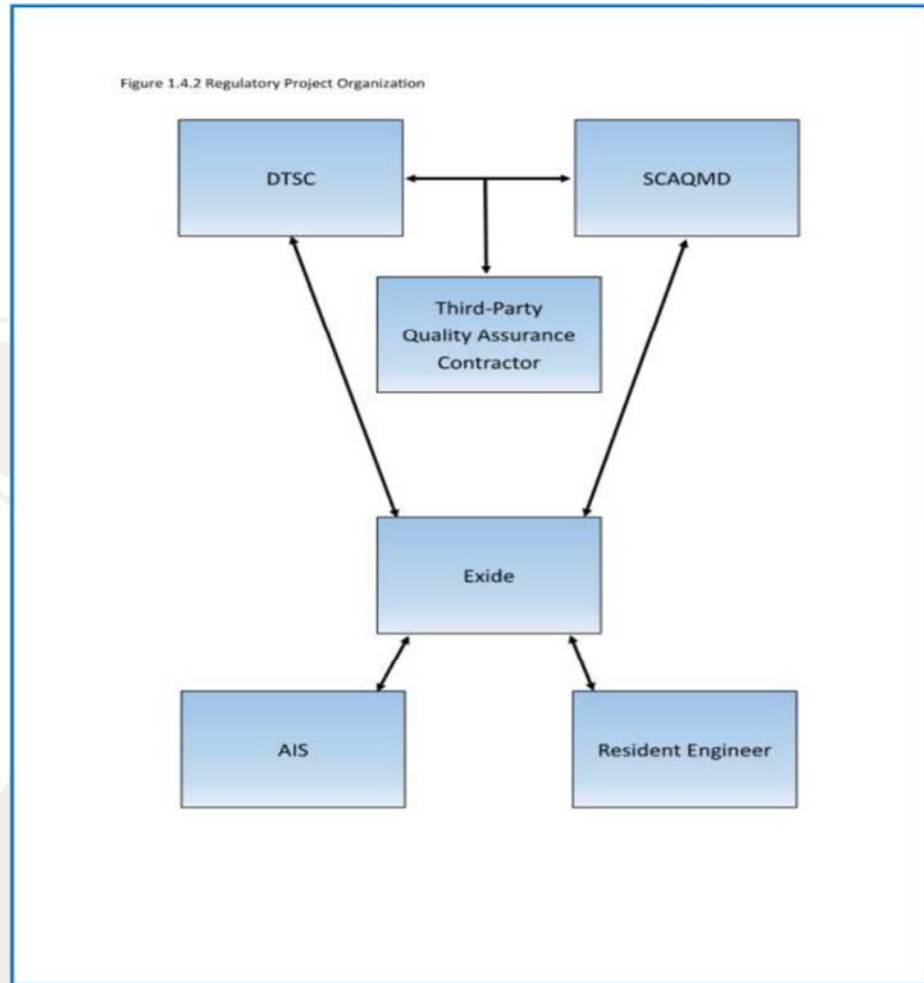 Figure 1.4.2 Regulatory Project Organization
DTSC
SCAQMD
Third-Party
Quality Assurance
Contractor
Exide
AIS
Resident Engineer